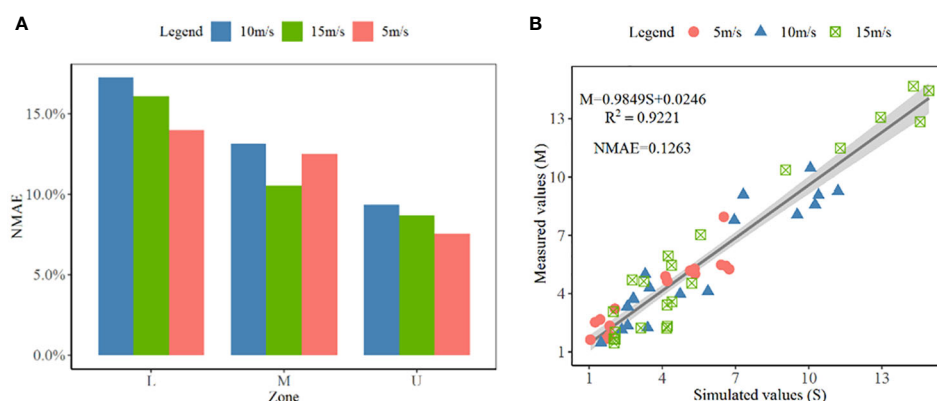 A
Legend 10m/s 15m/s 5m/s
NMAE
15.0%
10.0%
5.0%
0.0%
L M U
Zone
B
Legend 5m/s 10m/s 15m/s
M=0.9849S+0.0246
R² = 0.9221
NMAE=0.1263
Measured values (M)
13
10
7
4
1
1 4 7 10 13
Simulated values (S)